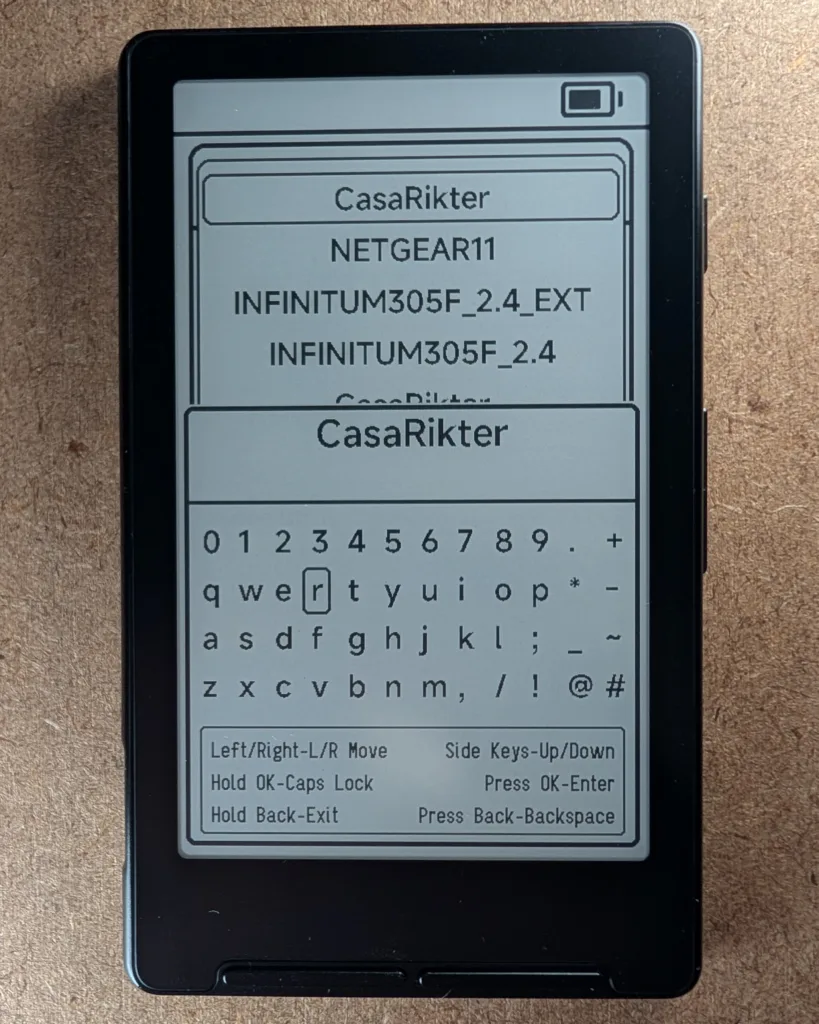 CasaRikter
NETGEAR11
INFINITUM305F_2.4_EXT
INFINITUM305F_2.4
CasaRikter
CasaRikter
0 1 2 3 4 5 6 7 8 9 . +
q w e r t y u i o p * -
a s d f g h j k l ; _ ~
z x c v b n m , / ! @ #
Left/Right-L/R Move Side Keys-Up/Down
Hold OK-Caps Lock Press OK-Enter
Hold Back-Exit Press Back-Backspace